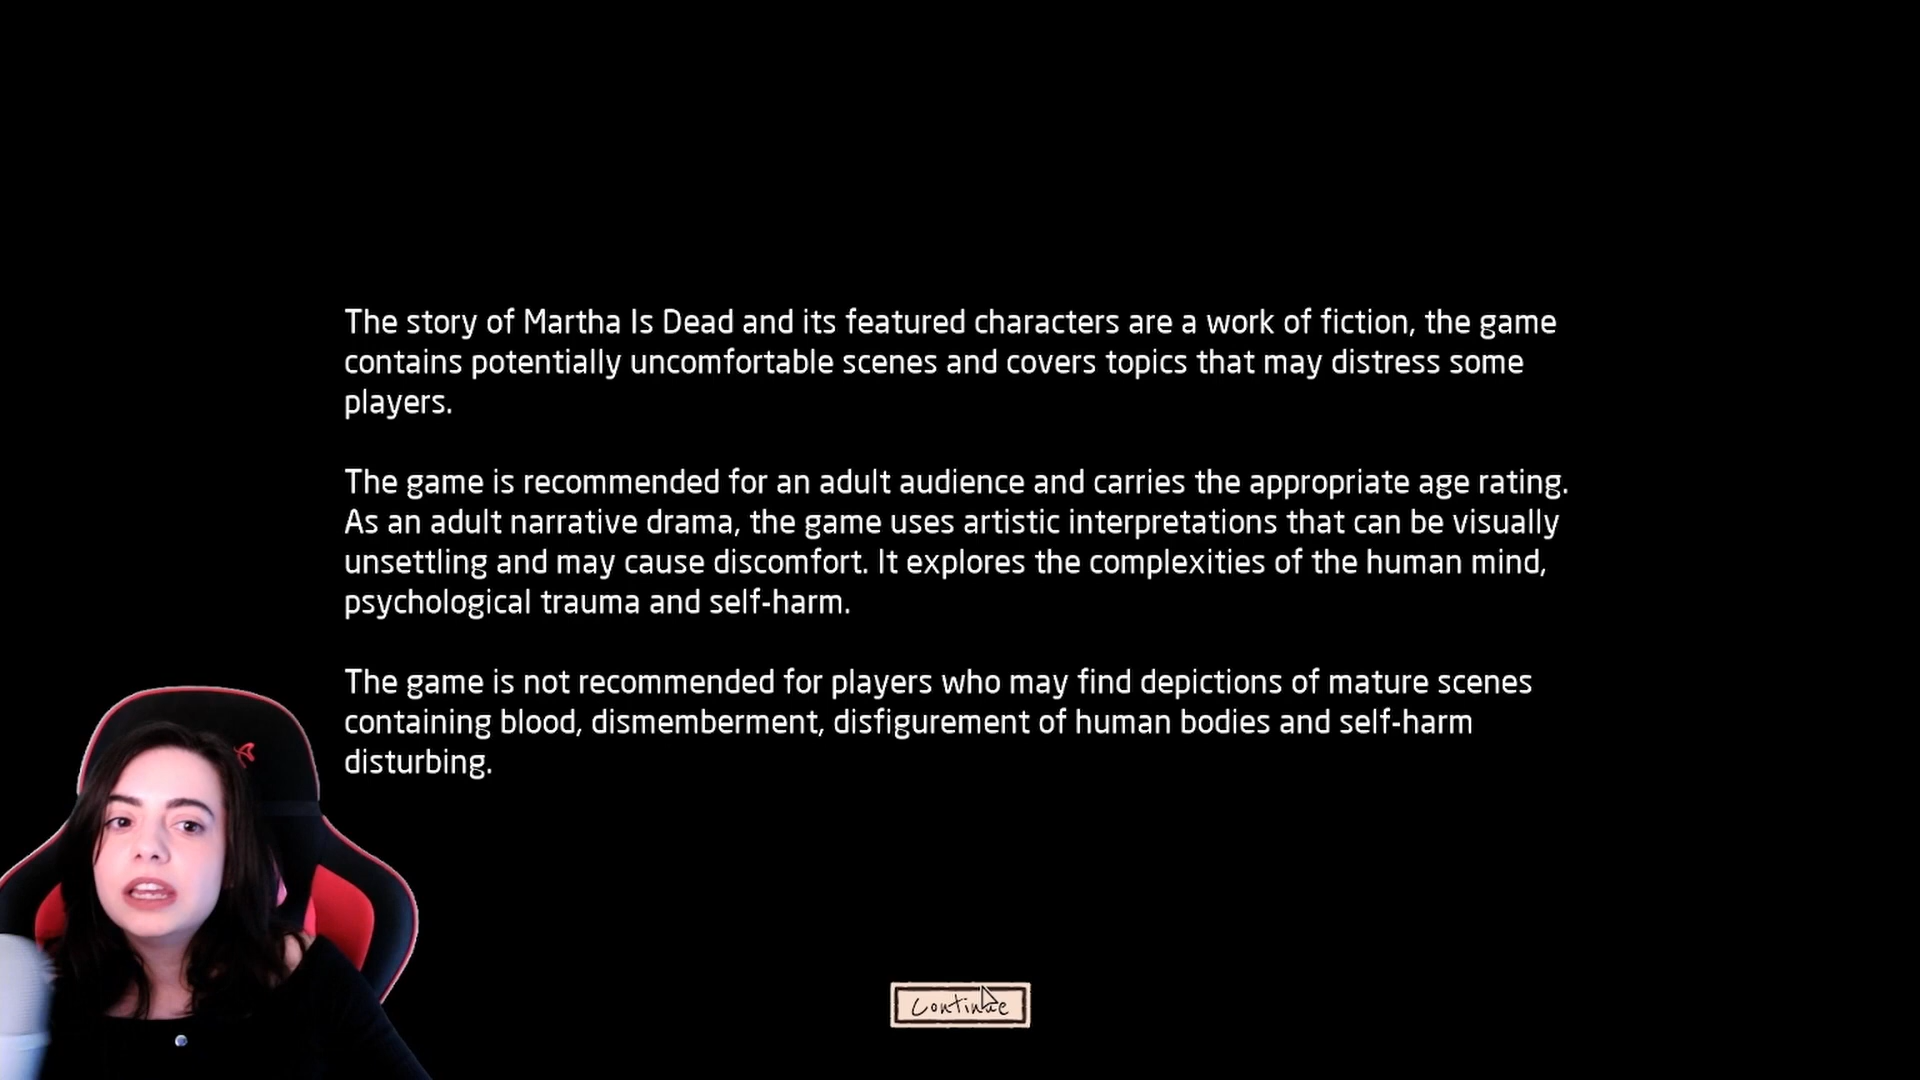 The story of Martha Is Dead and its featured characters are a work of fiction, the game
contains potentially uncomfortable scenes and covers topics that may distress some
players.
The game is recommended for an adult audience and carries the appropriate age rating.
As an adult narrative drama, the game uses artistic interpretations that can be visually
unsettling and may cause discomfort. It explores the complexities of the human mind,
psychological trauma and self-harm.
The game is not recommended for players who may find depictions of mature scenes
containing blood, dismemberment, disfigurement of human bodies and self-harm
disturbing.
Continue